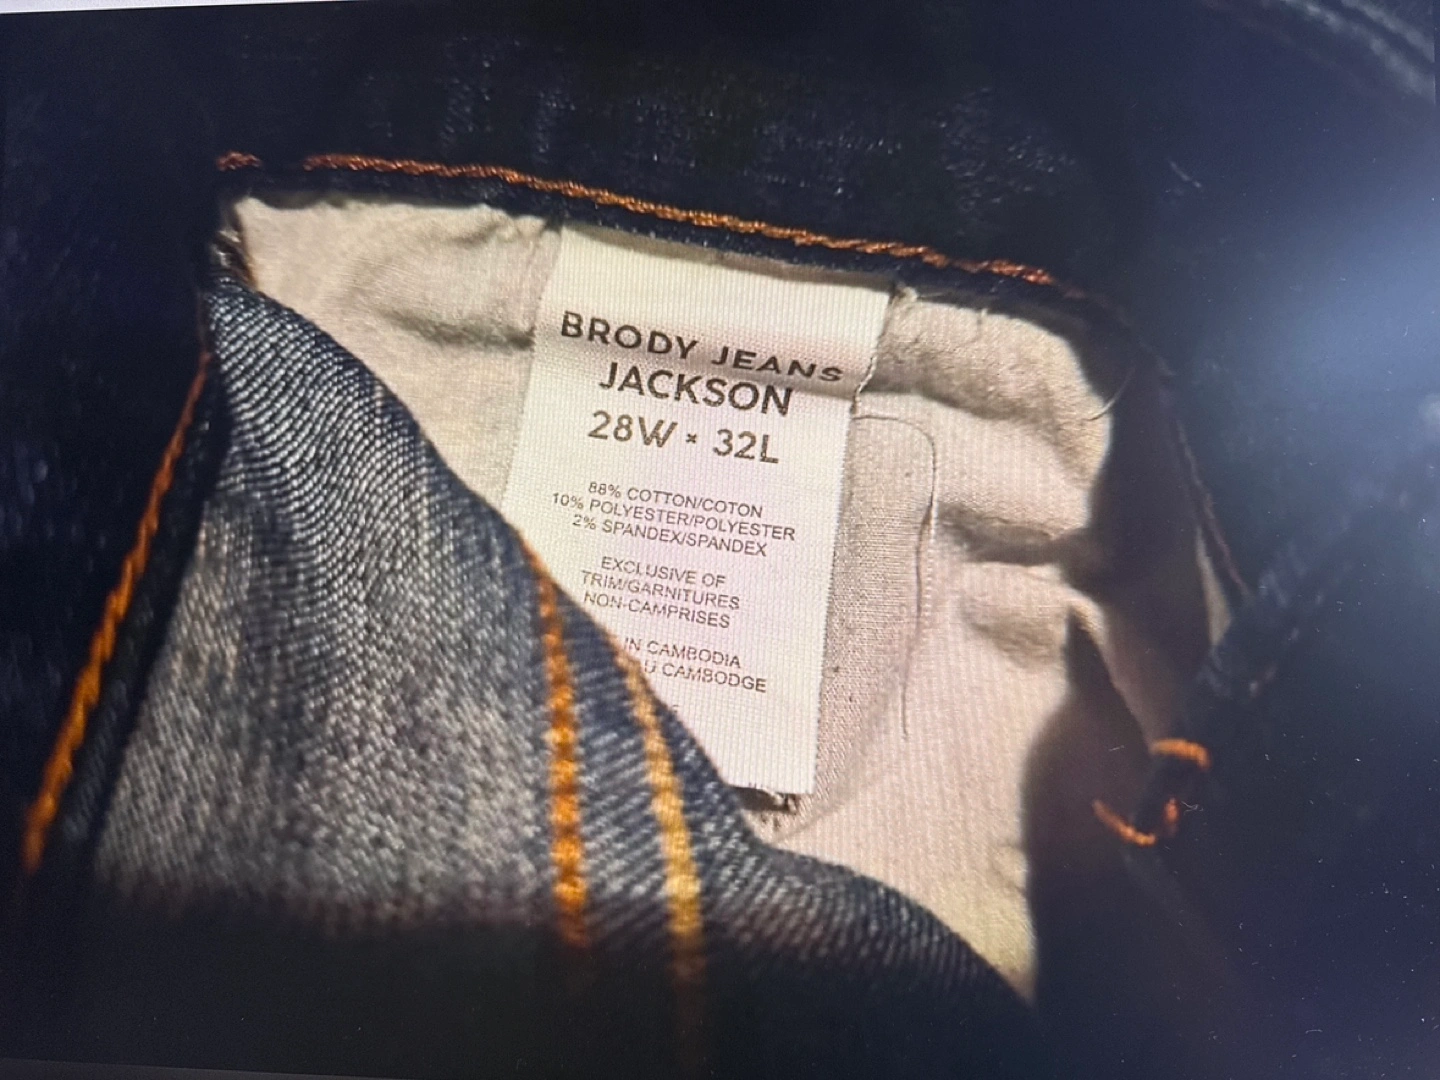 BRODY JEANS
JACKSON
28W × 32L
88% COTTON/COTON
10% POLYESTER/POLYESTER
2% SPANDEX/SPANDEX
EXCLUSIVE OF
TRIM/GARNITURES
NON-CAMPRISES
IN CAMBODIA
AU CAMBODGE